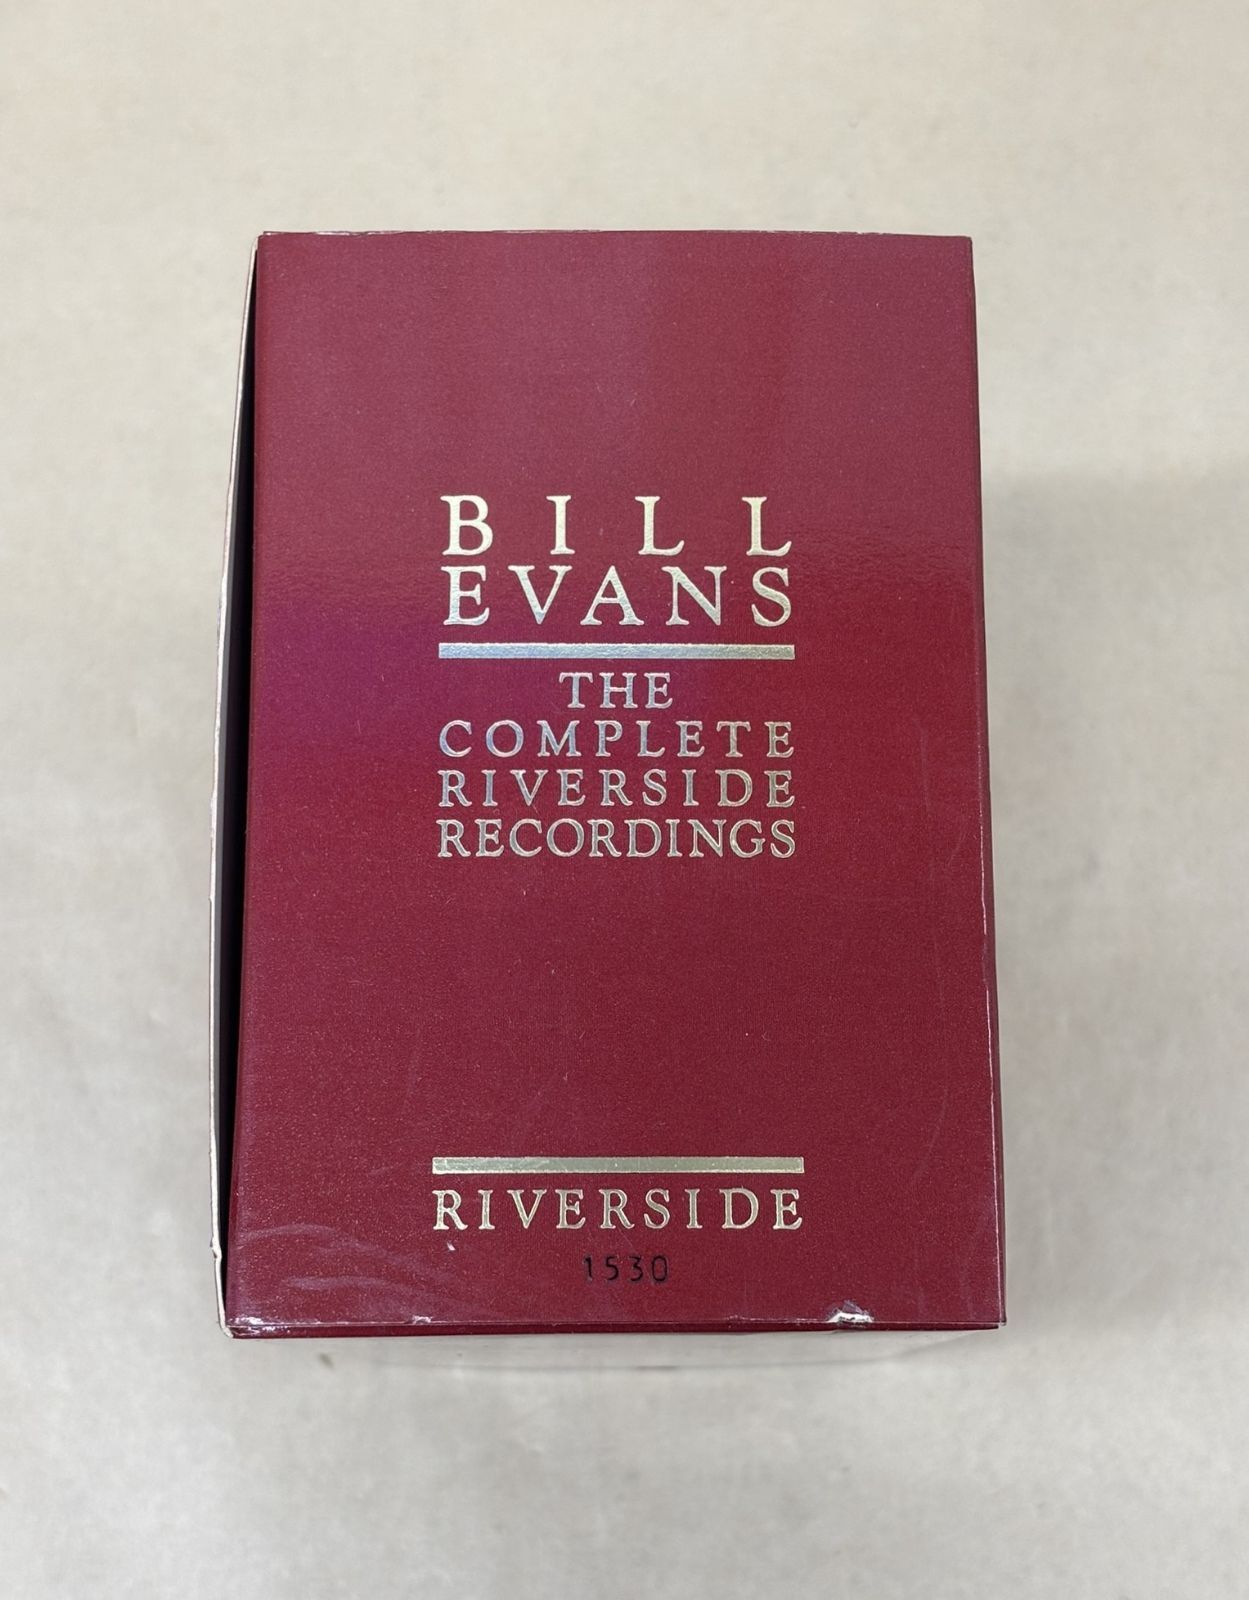 BILL
EVANS
THE
COMPLETE
RIVERSIDE
RECORDINGS
RIVERSIDE
1530